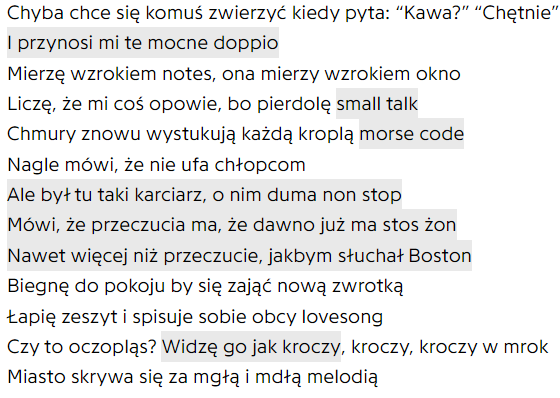 Chyba chce się komuś zwierzyć kiedy pyta: “Kawa?” “Chętnie”
I przynosi mi te mocne doppio
Mierzę wzrokiem notes, ona mierzy wzrokiem okno
Liczę, że mi coś opowie, bo pierdolę small talk
Chmury znowu wystukują każdą kroplą morse code
Nagle mówi, że nie ufa chłopcom
Ale był tu taki karciarz, o nim duma non stop
Mówi, że przeczucia ma, że dawno już ma stos żon
Nawet więcej niż przeczucie, jakbym słuchał Boston
Biegnę do pokoju by się zająć nową zwrotką
Łapię zeszyt i spisuje sobie obcy lovesong
Czy to oczopląs? Widzę go jak kroczy, kroczy, kroczy w mrok
Miasto skrywa się za mgłą i mdłą melodią